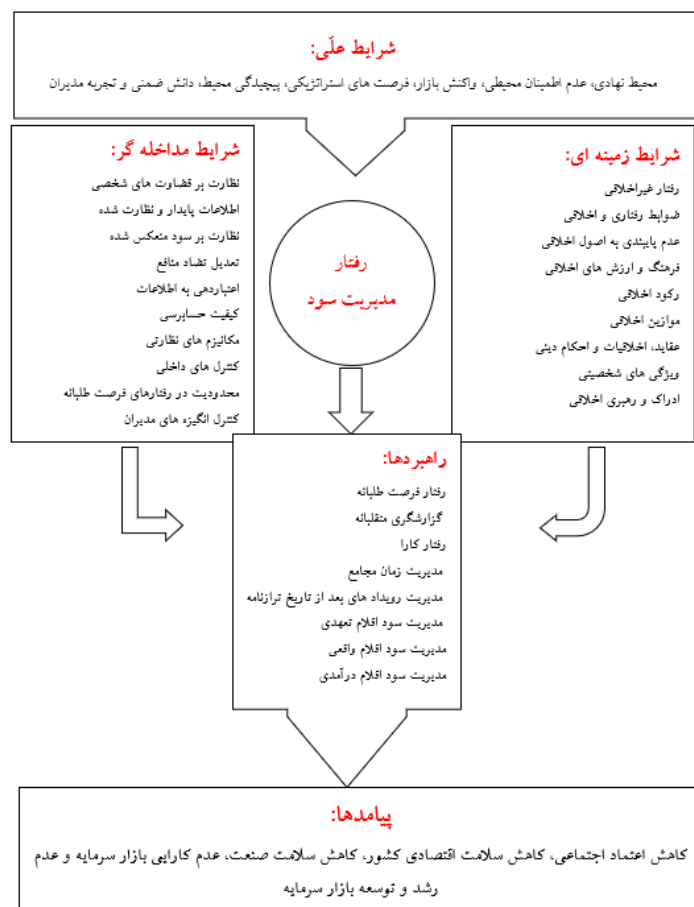 شرایط علّی:
محیط نهادی، عدم اطمینان محیطی، واکنش بازار، فرصت های استراتژیکی، پیچیدگی محیط، دانش ضمنی و تجربه مدیران
شرایط زمینه ای:
رفتار غیراخلاقی
ضوابط رفتاری و اخلاقی
عدم پایبندی به اصول اخلاقی
فرهنگ و ارزش های اخلاقی
رکود اخلاقی
موازین اخلاقی
عقاید، اخلاقیات و احکام دینی
ویژگی های شخصیتی
ادراک و رهبری اخلاقی
رفتار
مدیریت سود
شرایط مداخله گر:
نظارت بر قضاوت های شخصی
اطلاعات پایدار و نظارت شده
نظارت بر سود منعکس شده
تعدیل تضاد منافع
اعتباردهی به اطلاعات
کیفیت حسابرسی
مکانیزم های نظارتی
کنترل های داخلی
محدودیت در رفتارهای فرصت طلبانه
کنترل انگیزه های مدیران
راهبردها:
رفتار فرصت طلبانه
گزارشگری متقلبانه
رفتار کارا
مدیریت زمان مجامع
مدیریت رویداد های بعد از تاریخ ترازنامه
مدیریت سود اقلام تعهدی
مدیریت سود اقلام واقعی
مدیریت سود اقلام درآمدی
پیامدها:
کاهش اعتماد اجتماعی، کاهش سلامت اقتصادی کشور، کاهش سلامت صنعت، عدم کارایی بازار سرمایه و عدم
رشد و توسعه بازار سرمایه